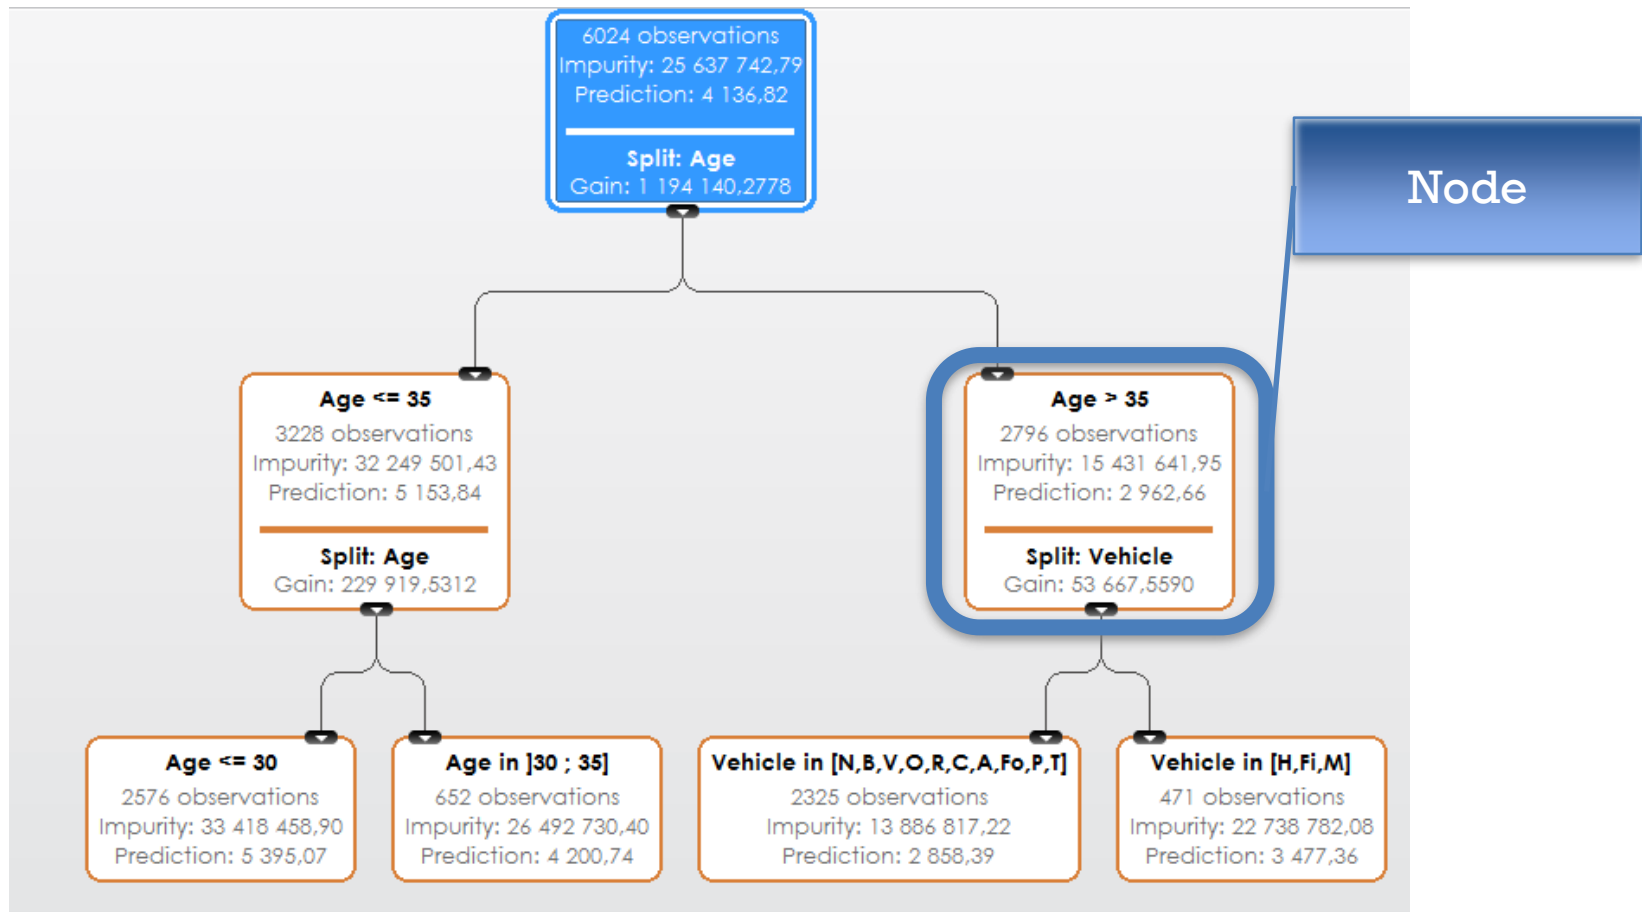 6024 observations
Impurity: 25 637 742,79
Prediction: 4 136,82
Split: Age
Gain: 1 194 140,2778
Node
Age <= 35
3228 observations
Impurity: 32 249 501,43
Prediction: 5 153,84
Split: Age
Gain: 229 919,5312
Age > 35
2796 observations
Impurity: 15 431 641,95
Prediction: 2 962,66
Split: Vehicle
Gain: 53 667,5590
Age <= 30
2576 observations
Impurity: 33 418 458,90
Prediction: 5 395,07
Age in ]30 ; 35]
652 observations
Impurity: 26 492 730,40
Prediction: 4 200,74
Vehicle in [N,B,V,O,R,C,A,Fo,P,T]
2325 observations
Impurity: 13 886 817,22
Prediction: 2 858,39
Vehicle in [H,Fi,M]
471 observations
Impurity: 22 738 782,08
Prediction: 3 477,36